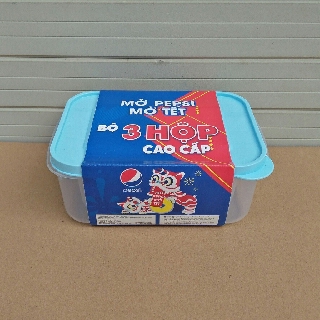 MỞ PEPSI
MỞ TẾT
BỘ 3 HỘP
CAO CẤP
pepsi